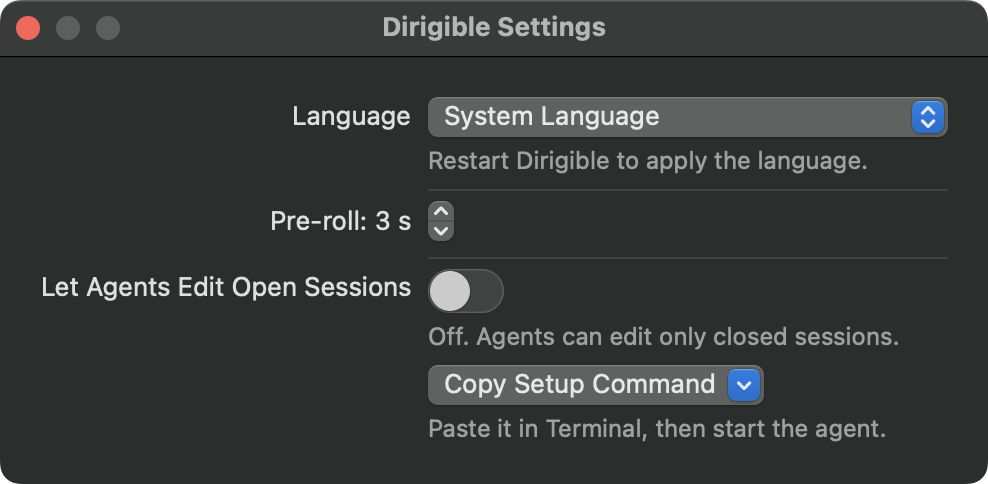 Dirigible Settings
Language
System Language
Restart Dirigible to apply the language.
Pre-roll: 3 s
Let Agents Edit Open Sessions
Off. Agents can edit only closed sessions.
Copy Setup Command
Paste it in Terminal, then start the agent.